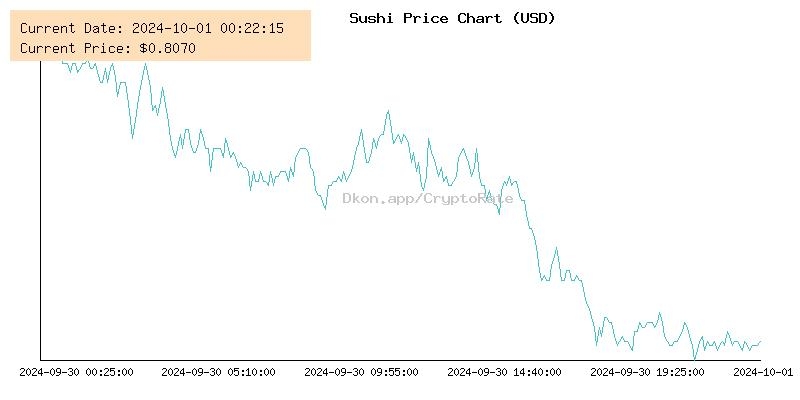 Sushi Price Chart (USD)
Current Date: 2024-10-01 00:22:15
Current Price: $0.8070
Dkon.app/CryptoRate
2024-09-30 00:25:00 2024-09-30 05:10:00 2024-09-30 09:55:00 2024-09-30 14:40:00 2024-09-30 19:25:00 2024-10-01